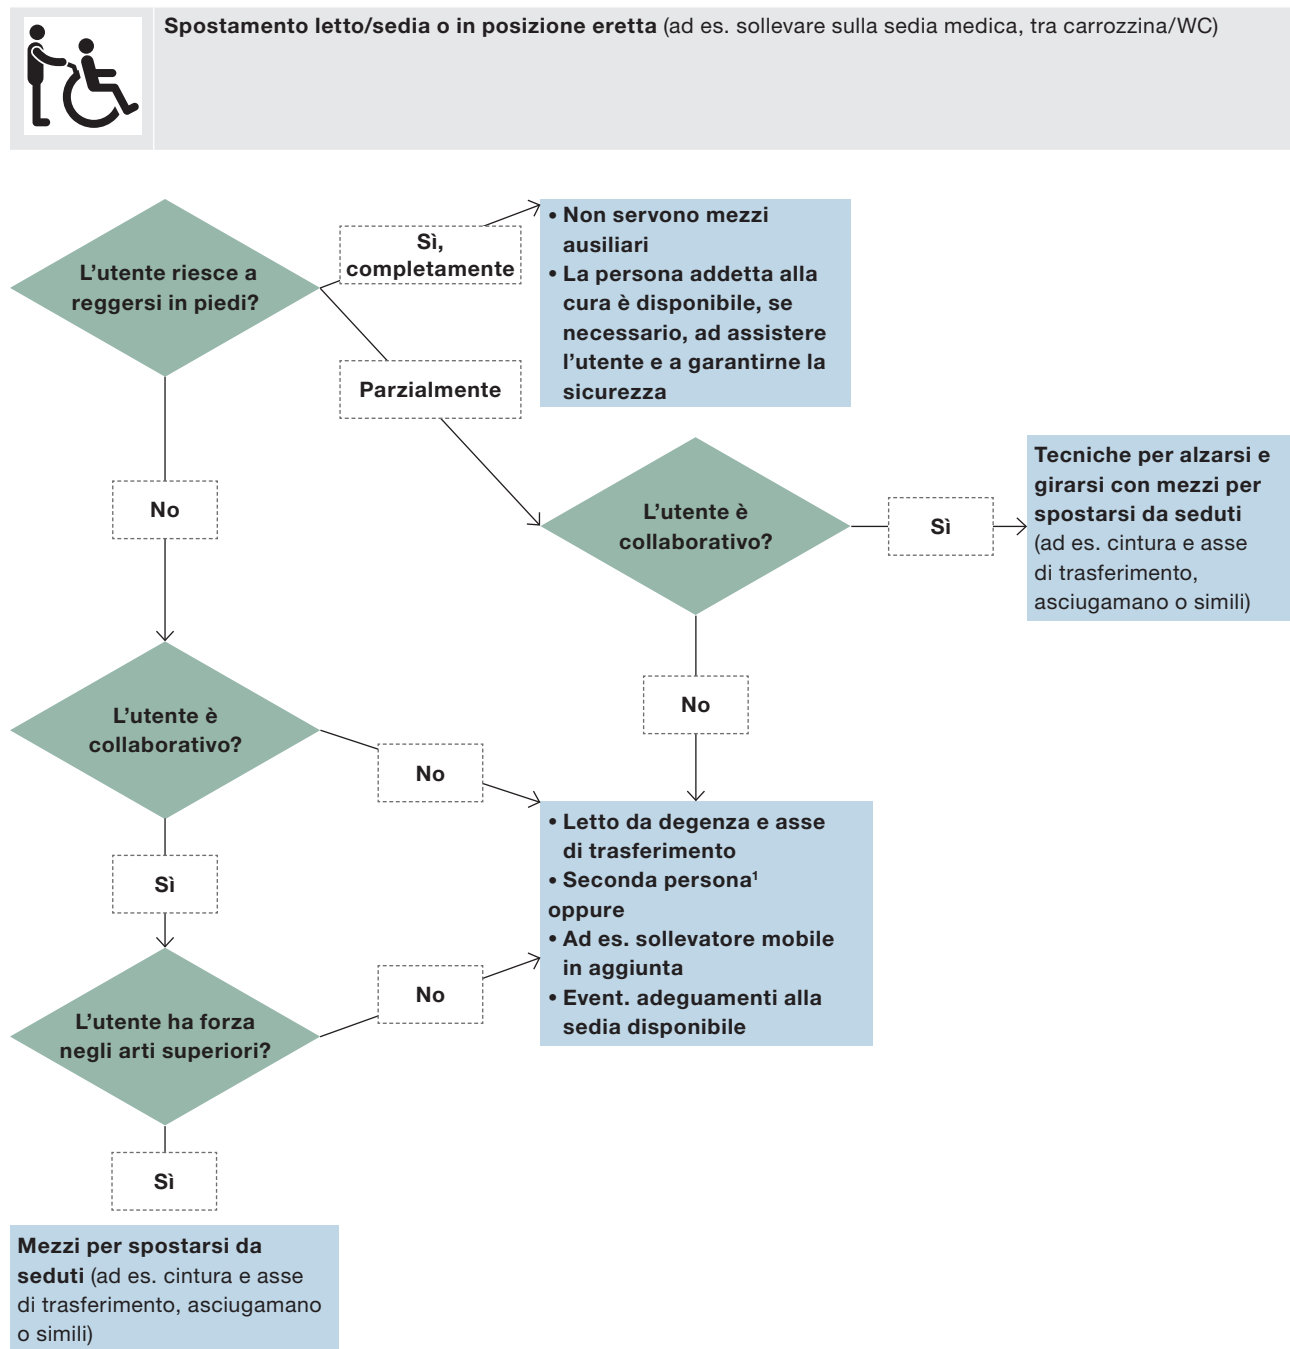 Spostamento letto/sedia o in posizione eretta (ad es. sollevare sulla sedia medica, tra carrozzina/WC)
L’utente riesce a
reggersi in piedi?
Sì,
completamente
• Non servono mezzi
ausiliari
• La persona addetta alla
cura è disponibile, se
necessario, ad assistere
l’utente e a garantirne la
sicurezza
Parzialmente
No
L’utente è
collaborativo?
Sì
Tecniche per alzarsi e
girarsi con mezzi per
spostarsi da seduti
(ad es. cintura e asse
di trasferimento,
asciugamano o simili)
No
L’utente è
collaborativo?
No
Sì
• Letto da degenza e asse
di trasferimento
• Seconda persona¹
oppure
• Ad es. sollevatore mobile
in aggiunta
• Event. adeguamenti alla
sedia disponibile
L’utente ha forza
negli arti superiori?
No
Sì
Mezzi per spostarsi da
seduti (ad es. cintura e asse
di trasferimento, asciugamano
o simili)